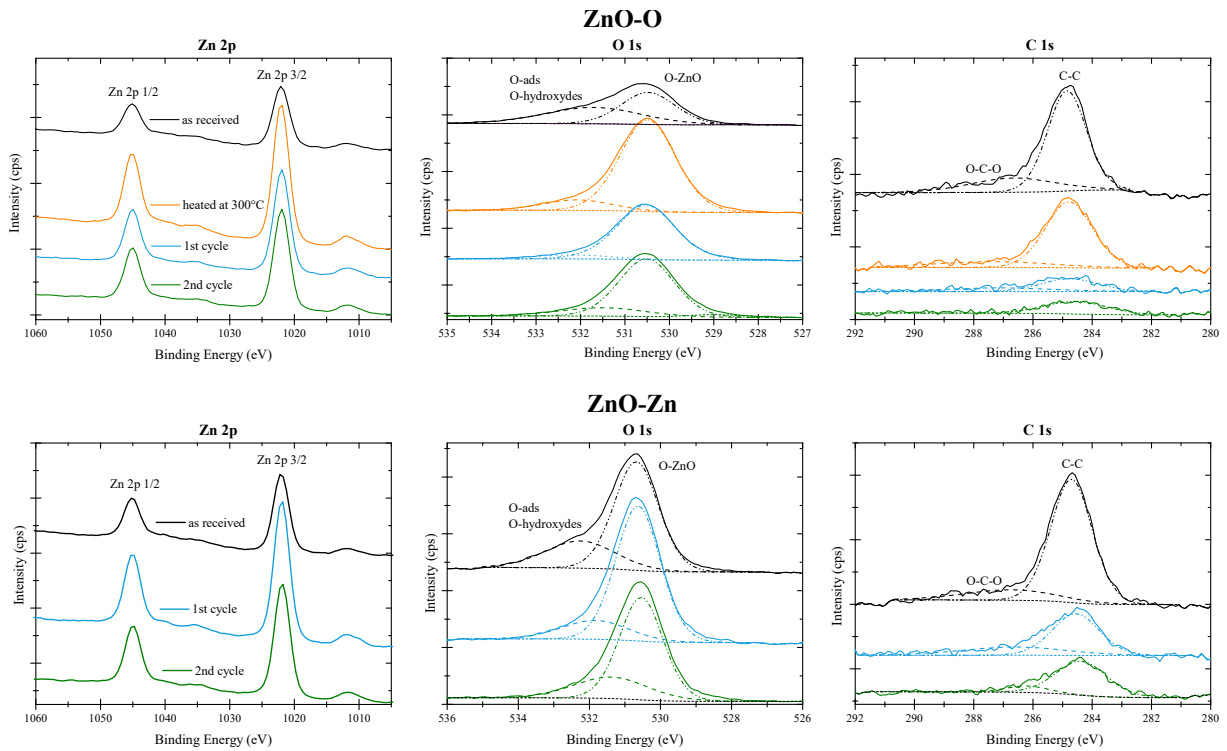 ZnO-O
Zn 2p
Zn 2p 1/2
Zn 2p 3/2
as received
heated at 300°C
1st cycle
2nd cycle
Intensity (cps)
1060 1050 1040 1030 1020 1010
Binding Energy (eV)
O 1s
O-ads
O-hydroxydes
O-ZnO
Intensity (cps)
535 534 533 532 531 530 529 528 527
Binding Energy (eV)
C 1s
C-C
O-C-O
Intensity (cps)
292 290 288 286 284 282 280
Binding Energy (eV)
ZnO-Zn
Zn 2p
Zn 2p 1/2
Zn 2p 3/2
as received
1st cycle
2nd cycle
Intensity (cps)
1060 1050 1040 1030 1020 1010
Binding Energy (eV)
O 1s
O-ZnO
O-ads
O-hydroxydes
Intensity (cps)
536 534 532 530 528 526
Binding Energy (eV)
C 1s
C-C
O-C-O
Intensity (cps)
292 290 288 286 284 282 280
Binding Energy (eV)